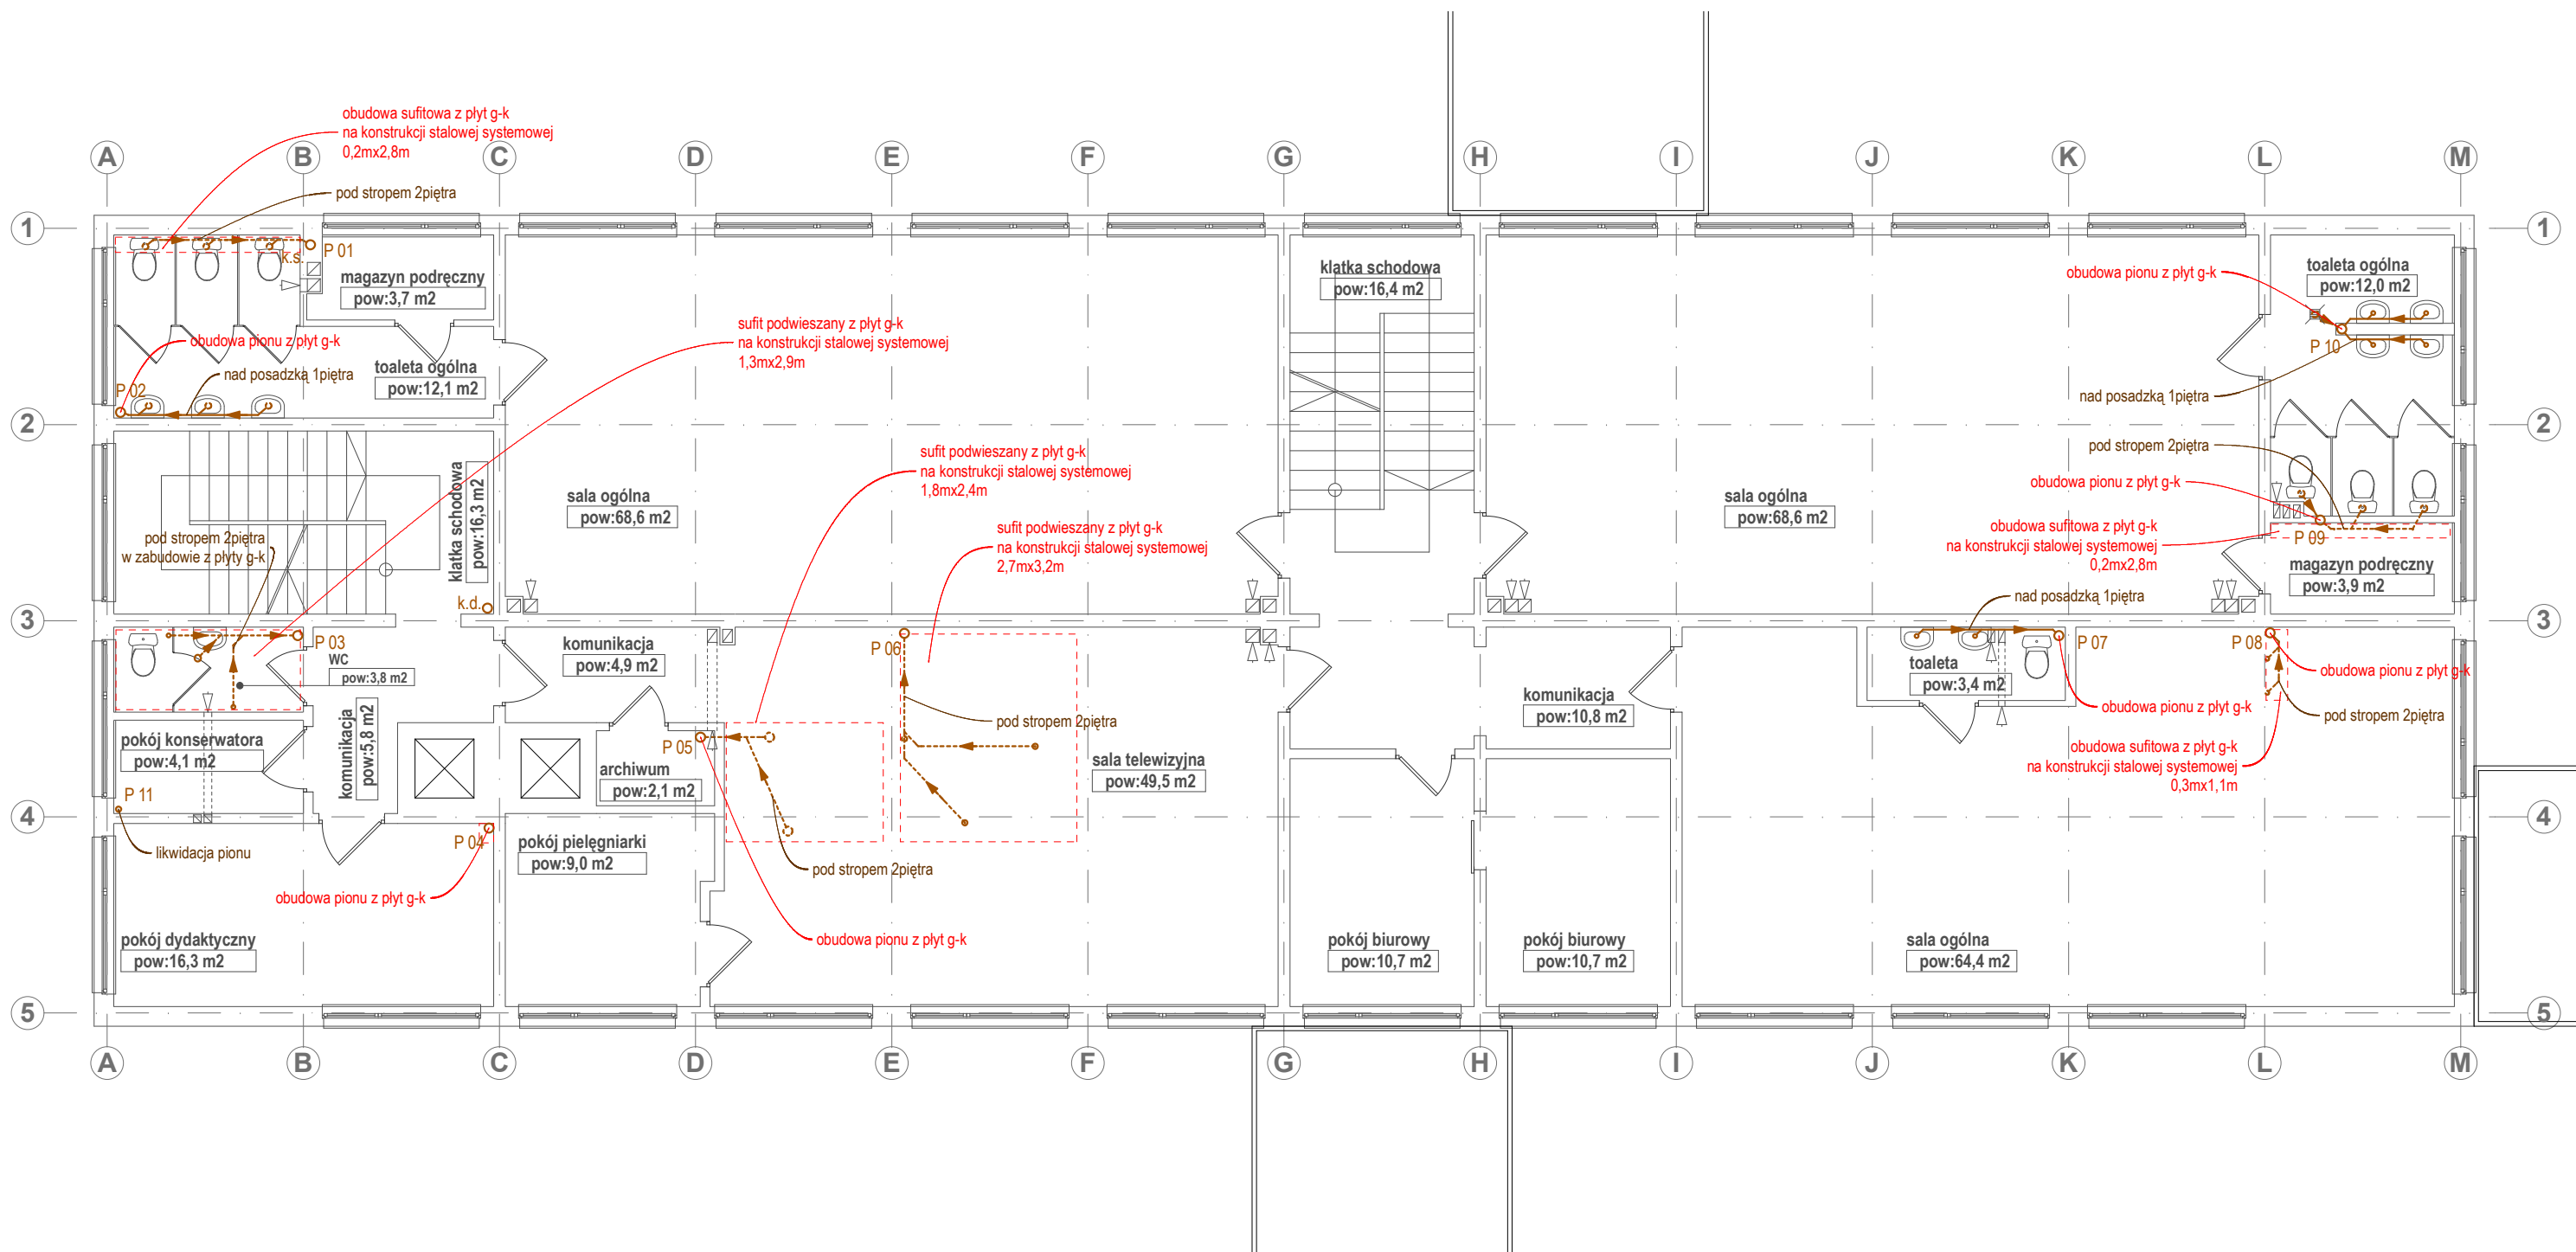 obudowa sufitowa z płyt g-k
na konstrukcji stalowej systemowej
0,2mx2,8m
pod stropem 2piętra
A
B
C
D
E
F
G
H
I
J
K
L
M
1
1
P 01
k.s.
magazyn podręczny
pow:3,7 m2
obudowa pionu z płyt g-k
toaleta ogólna
pow:12,1 m2
P 02
nad posadzką 1piętra
sufit podwieszany z płyt g-k
na konstrukcji stalowej systemowej
1,3mx2,9m
klatka schodowa
pow:16,4 m2
obudowa pionu z płyt g-k
toaleta ogólna
pow:12,0 m2
P 10
nad posadzką 1piętra
2
2
pod stropem 2piętra
obudowa pionu z płyt g-k
sufit podwieszany z płyt g-k
na konstrukcji stalowej systemowej
1,8mx2,4m
sala ogólna
pow:68,6 m2
sala ogólna
pow:68,6 m2
klatka schodowa
pow:16,3 m2
pod stropem 2piętra
w zabudowie z płyty g-k
sufit podwieszany z płyt g-k
na konstrukcji stalowej systemowej
2,7mx3,2m
obudowa sufitowa z płyt g-k
na konstrukcji stalowej systemowej
0,2mx2,8m
P 09
magazyn podręczny
pow:3,9 m2
k.d.
nad posadzką 1piętra
3
3
P 03
WC
pow:3,8 m2
komunikacja
pow:4,9 m2
P 06
P 07
P 08
toaleta
pow:3,4 m2
obudowa pionu z płyt g-k
obudowa pionu z płyt g-k
pod stropem 2piętra
komunikacja
pow:10,8 m2
pokój konserwatora
pow:4,1 m2
komunikacja
pow:5,8 m2
P 05
pod stropem 2piętra
archiwum
pow:2,1 m2
sala telewizyjna
pow:49,5 m2
obudowa sufitowa z płyt g-k
na konstrukcji stalowej systemowej
0,3mx1,1m
P 11
4
4
likwidacja pionu
P 04
pokój pielęgniarki
pow:9,0 m2
pod stropem 2piętra
obudowa pionu z płyt g-k
pokój dydaktyczny
pow:16,3 m2
obudowa pionu z płyt g-k
pokój biurowy
pow:10,7 m2
pokój biurowy
pow:10,7 m2
sala ogólna
pow:64,4 m2
5
5
A
B
C
D
E
F
G
H
I
J
K
L
M